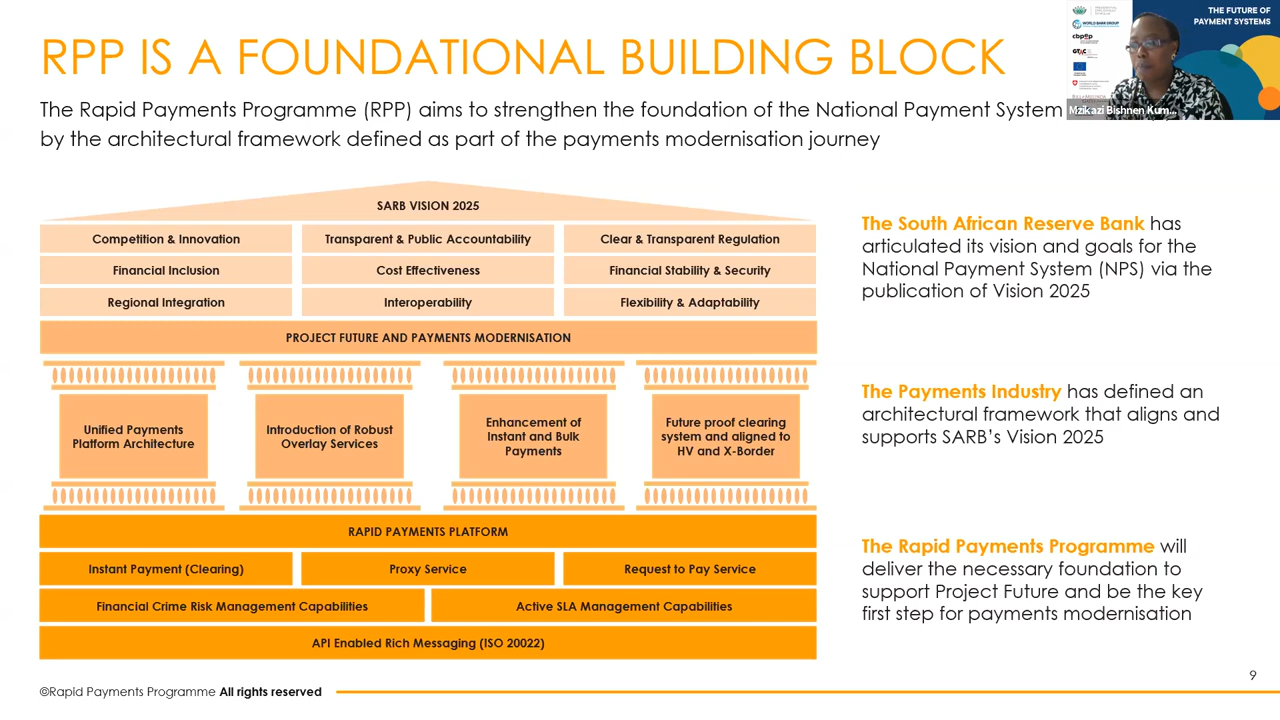 RPP IS A FOUNDATIONAL BUILDING BLOCK
The Rapid Payments Programme (RPP) aims to strengthen the foundation of the National Payment System
by the architectural framework defined as part of the payments modernisation journey
THE FUTURE OF
PAYMENT SYSTEMS
WORLD BANK GROUP
cbpep
GTAC
Mzikazi Bishnen Kum...
SARB VISION 2025
Competition & Innovation
Transparent & Public Accountability
Clear & Transparent Regulation
Financial Inclusion
Cost Effectiveness
Financial Stability & Security
Regional Integration
Interoperability
Flexibility & Adaptability
PROJECT FUTURE AND PAYMENTS MODERNISATION
Unified Payments
Platform Architecture
Introduction of Robust
Overlay Services
Enhancement of
Instant and Bulk
Payments
Future proof clearing
system and aligned to
HV and X-Border
RAPID PAYMENTS PLATFORM
Instant Payment (Clearing)
Proxy Service
Request to Pay Service
Financial Crime Risk Management Capabilities
Active SLA Management Capabilities
API Enabled Rich Messaging (ISO 20022)
The South African Reserve Bank has
articulated its vision and goals for the
National Payment System (NPS) via the
publication of Vision 2025
The Payments Industry has defined an
architectural framework that aligns and
supports SARB's Vision 2025
The Rapid Payments Programme will
deliver the necessary foundation to
support Project Future and be the key
first step for payments modernisation
9
©Rapid Payments Programme All rights reserved